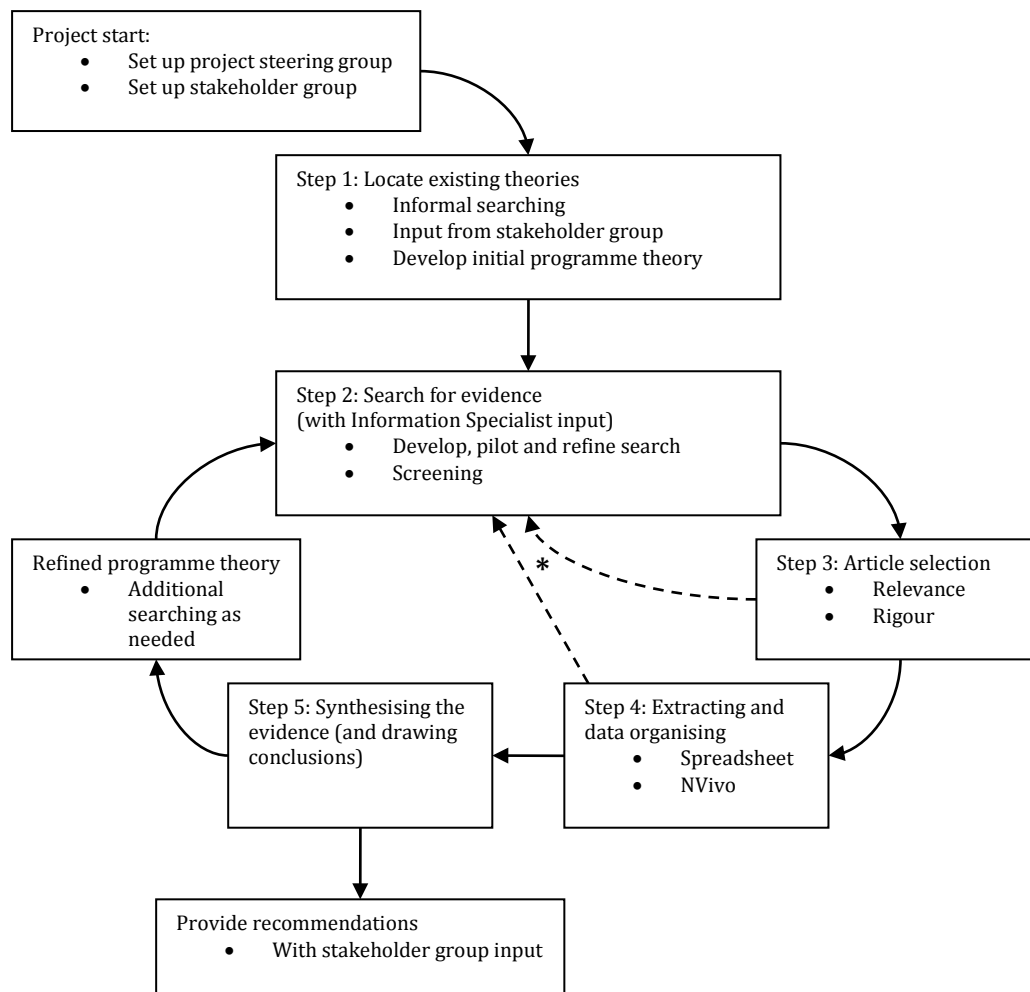 Project start:
• Set up project steering group
• Set up stakeholder group
Step 1: Locate existing theories
• Informal searching
• Input from stakeholder group
• Develop initial programme theory
Step 2: Search for evidence
(with Information Specialist input)
• Develop, pilot and refine search
• Screening
*
Refined programme theory
• Additional
searching as
needed
Step 3: Article selection
• Relevance
• Rigour
Step 5: Synthesising the
evidence (and drawing
conclusions)
Step 4: Extracting and
data organising
• Spreadsheet
• NVivo
Provide recommendations
• With stakeholder group input